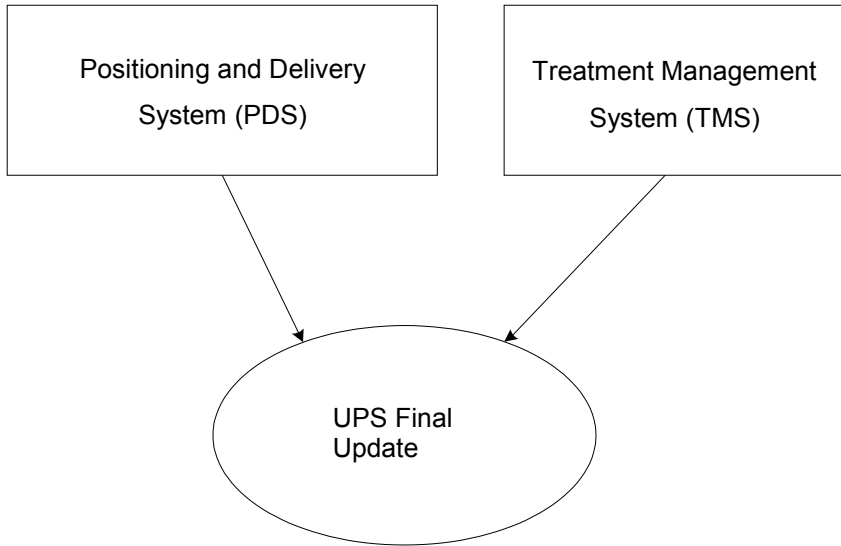 Positioning and Delivery
System (PDS)
Treatment Management
System (TMS)
UPS Final
Update